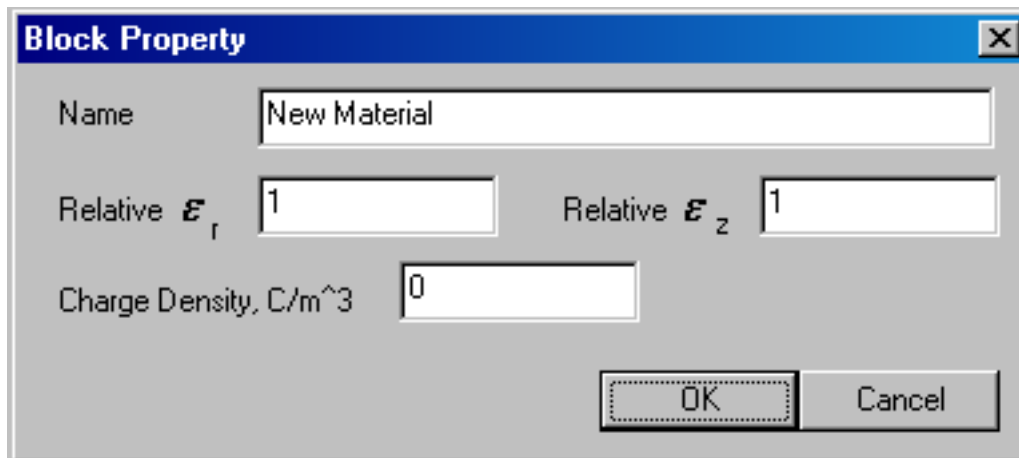 Block Property
Name New Material
Relative ε r 1 Relative ε z 1
Charge Density, C/m^3 0
OK Cancel